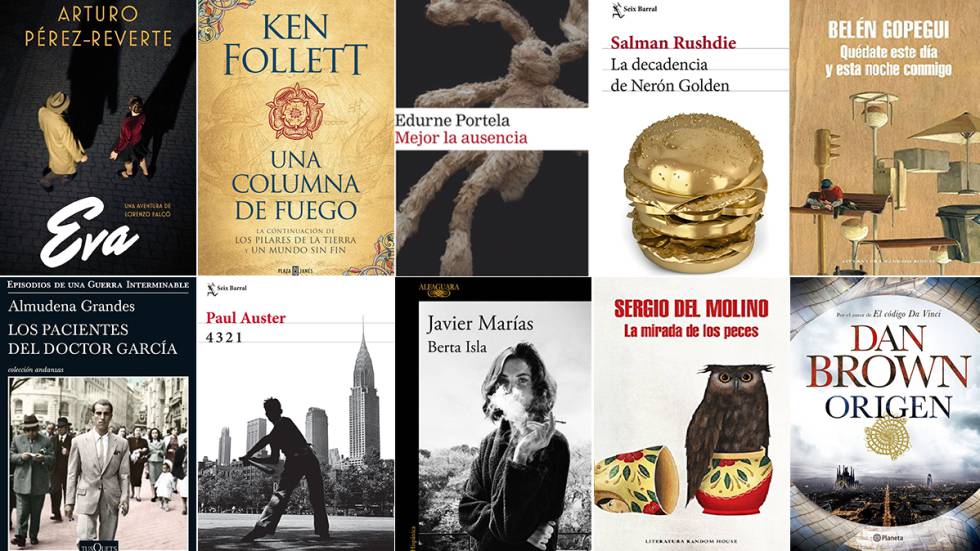 ARTURO
PÉREZ-REVERTE
UNA AVENTURA DE
LORENZO FALCÓ
Eva
KEN
FOLLETT
UNA
COLUMNA
DE FUEGO
LA CONTINUACIÓN DE
LOS PILARES DE LA TIERRA
Y UN MUNDO SIN FIN
PLAZA JANÉS
Edurne Portela
Mejor la ausencia
Seix Barral
Salman Rushdie
La decadencia
de Nerón Golden
BELÉN GOPEGUI
Quédate este día
y esta noche conmigo
LITERATURA RANDOM HOUSE
EPISODIOS DE UNA GUERRA INTERMINABLE
Almudena Grandes
LOS PACIENTES
DEL DOCTOR GARCÍA
colección andanzas
TUSQUETS
Seix Barral
Paul Auster
4 3 2 1
ALFAGUARA
Javier Marías
Berta Isla
SERGIO DEL MOLINO
La mirada de los peces
LITERATURA RANDOM HOUSE
Por el autor de El código Da Vinci
DAN
BROWN
ORIGEN
Planeta